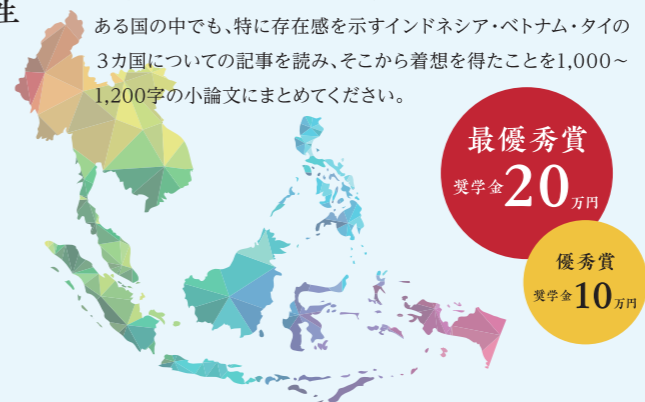 生
ある国の中でも、特に存在感を示すインドネシア・ベトナム・タイの
３カ国についての記事を読み、そこから着想を得たことを1,000〜
1,200字の小論文にまとめてください。
最優秀賞
奨学金20万円
優秀賞
奨学金10万円